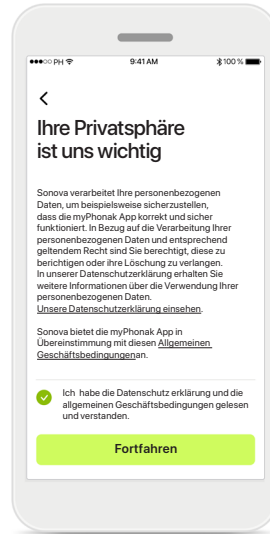 PH 9:41 AM 100 %
Ihre Privatsphäre
ist uns wichtig
Sonova verarbeitet Ihre personenbezogenen
Daten, um beispielsweise sicherzustellen,
dass die myPhonak App korrekt und sicher
funktioniert. In Bezug auf die Verarbeitung Ihrer
personenbezogenen Daten und entsprechend
geltendem Recht sind Sie berechtigt, diese zu
berichtigen oder ihre Löschung zu verlangen.
In unserer Datenschutzerklärung erhalten Sie
weitere Informationen über die Verwendung Ihrer
personenbezogenen Daten.
Unsere Datenschutzerklärung einsehen.
Sonova bietet die myPhonak App in
Übereinstimmung mit diesen Allgemeinen
Geschäftsbedingungenan.
Ich habe die Datenschutz erklärung und die
allgemeinen Geschäftsbedingungen gelesen
und verstanden.
Fortfahren